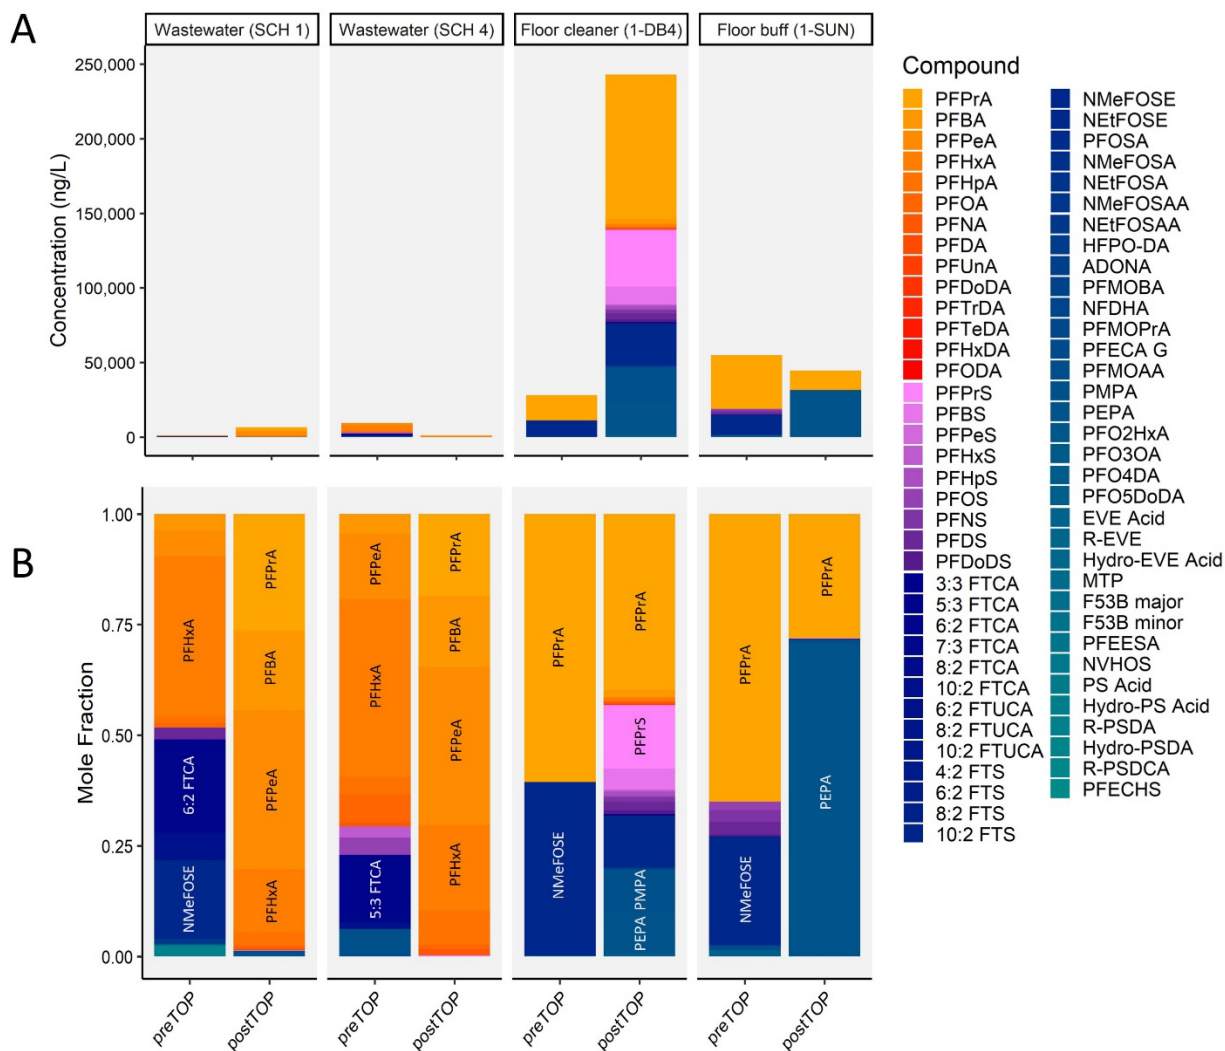 A
Wastewater (SCH 1)
Wastewater (SCH 4)
Floor cleaner (1-DB4)
Floor buff (1-SUN)
Concentration (ng/L)
250,000
200,000
150,000
100,000
50,000
0
B
Mole Fraction
1.00
0.75
0.50
0.25
0.00
PFHxA
6:2 FTCA
NMeFOSE
PFPrA
PFBA
PFPeA
PFHxA
PFPeA
PFHxA
5:3 FTCA
PFPrA
PFBA
PFPeA
PFHxA
PFPrA
NMeFOSE
PFPrA
PFPrS
PEPA PMPA
PFPrA
NMeFOSE
PFPrA
PEPA
preTOP
postTOP
preTOP
postTOP
preTOP
postTOP
preTOP
postTOP
Compound
PFPrA
PFBA
PFPeA
PFHxA
PFHpA
PFOA
PFNA
PFDA
PFUnA
PFDoDA
PFTrDA
PFTeDA
PFHxDA
PFODA
PFPrS
PFBS
PFPeS
PFHxS
PFHpS
PFOS
PFNS
PFDS
PFDoDS
3:3 FTCA
5:3 FTCA
6:2 FTCA
7:3 FTCA
8:2 FTCA
10:2 FTCA
6:2 FTUCA
8:2 FTUCA
10:2 FTUCA
4:2 FTS
6:2 FTS
8:2 FTS
10:2 FTS
NMeFOSE
NEtFOSE
PFOSA
NMeFOSA
NEtFOSA
NMeFOSAA
NEtFOSAA
HFPO-DA
ADONA
PFMOBA
NFDHA
PFMOPrA
PFECA G
PFMOAA
PMPA
PEPA
PFO2HxA
PFO3OA
PFO4DA
PFO5DoDA
EVE Acid
R-EVE
Hydro-EVE Acid
MTP
F53B major
F53B minor
PFEESA
NVHOS
PS Acid
Hydro-PS Acid
R-PSDA
Hydro-PSDA
R-PSDCA
PFECHS